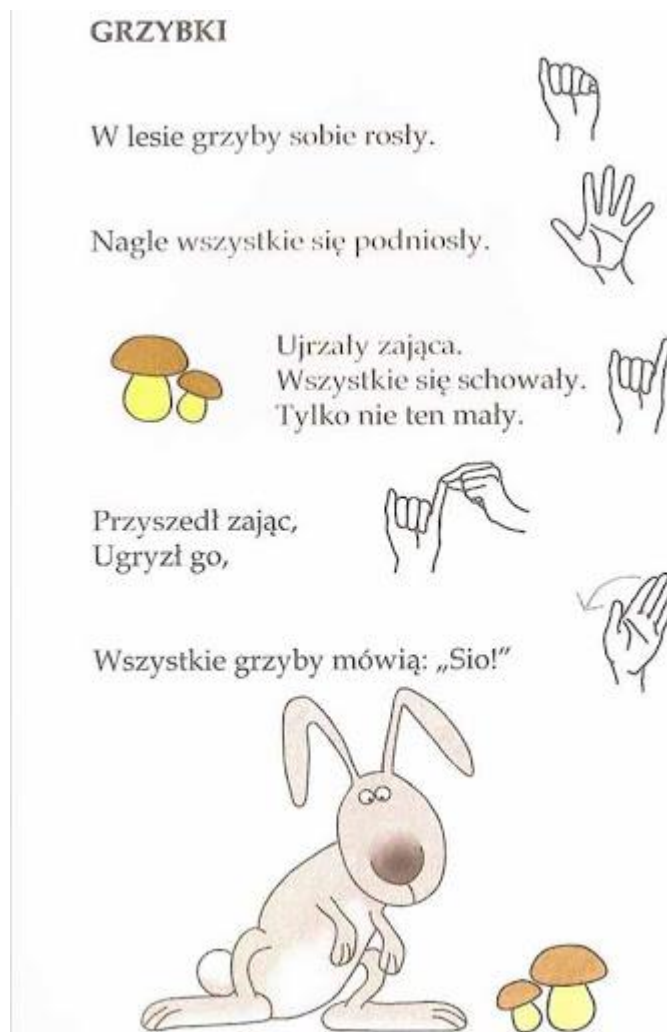 GRZYBKI
W lesie grzyby sobie rosły.
Nagle wszystkie się podniosły.
Ujrzały zająca.
Wszystkie się schowały.
Tylko nie ten mały.
Przyszedł zając,
Ugryzł go,
Wszystkie grzyby mówią: „Sio!”